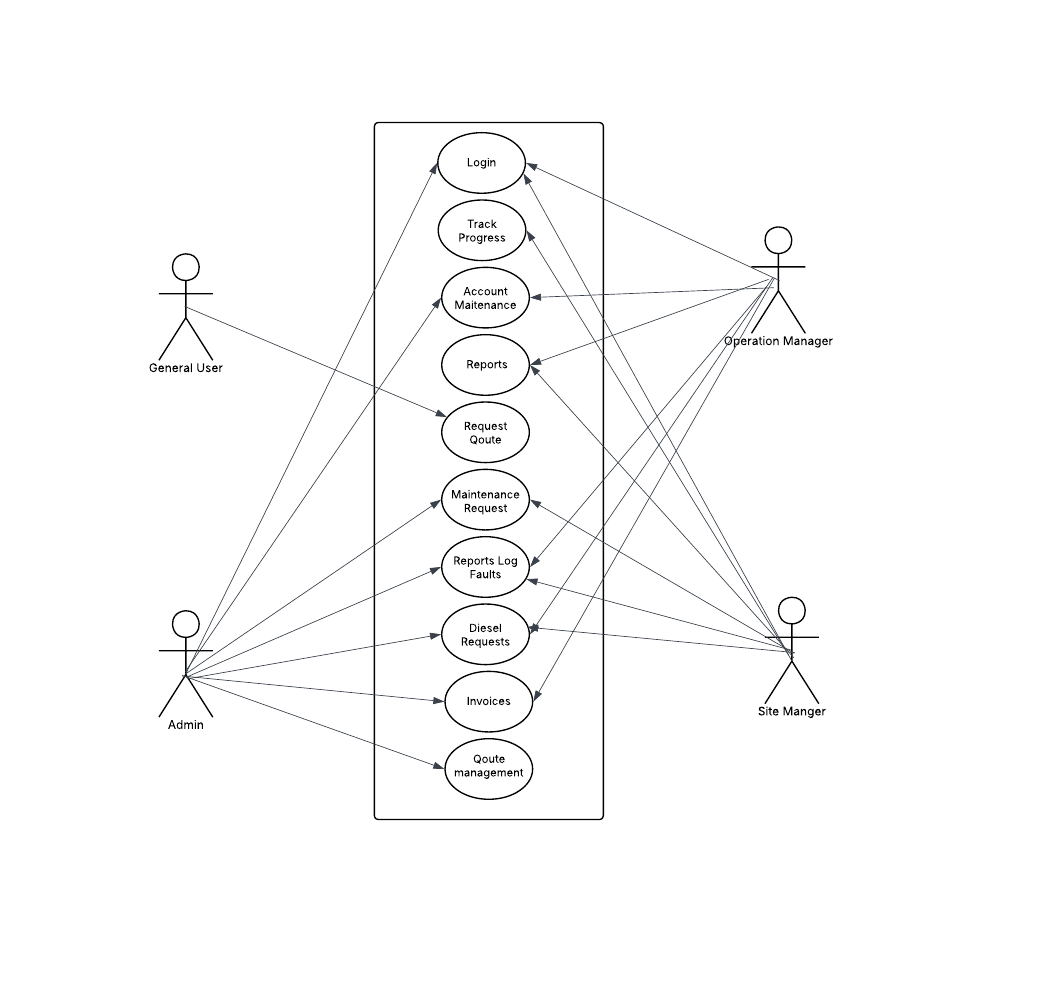 Login
Track
Progress
Account
Maitenance
Reports
Request
Qoute
Maintenance
Request
Reports Log
Faults
Diesel
Requests
Invoices
Qoute
management
General User
Admin
Operation Manager
Site Manger